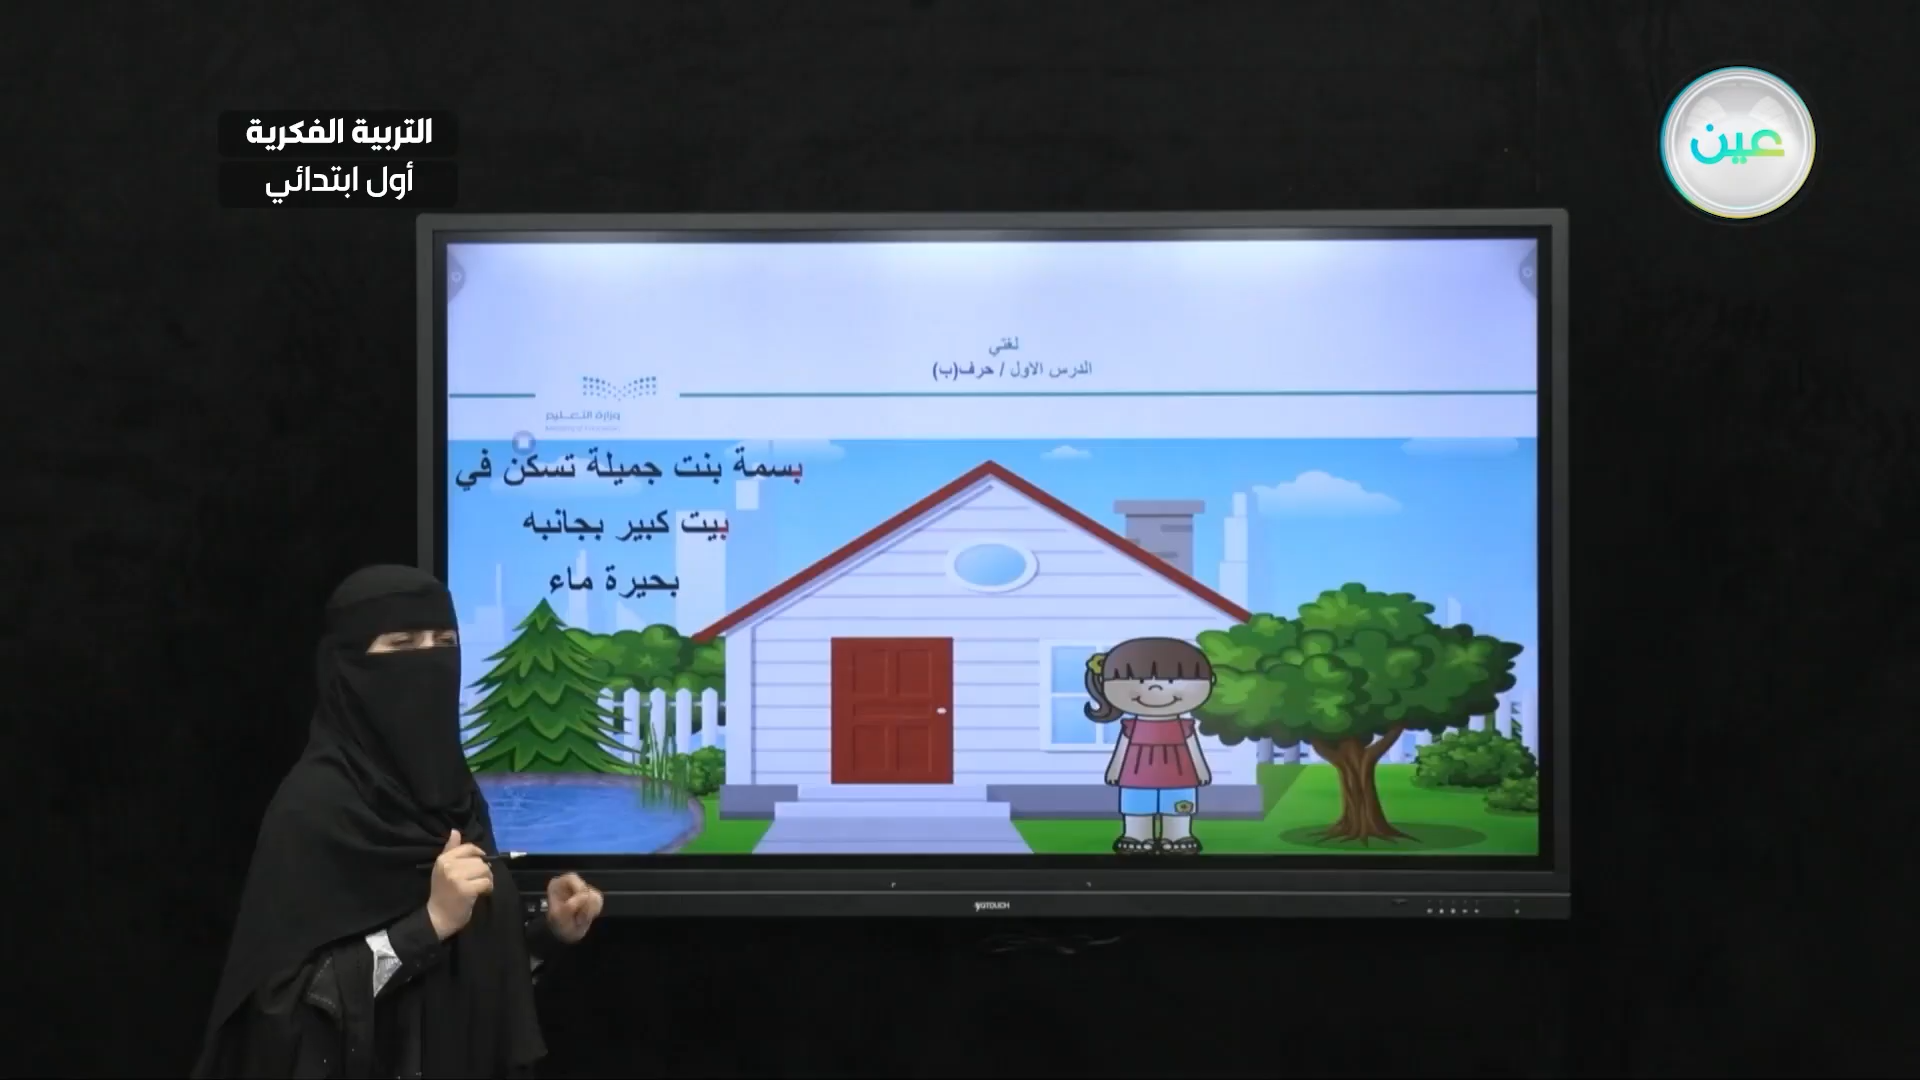 التربية الفكرية
أول ابتدائي
عين
لغتي
الدرس الاول / حرف(ب)
وزارة التعليم
بسمة بنت جميلة تسكن في
بيت كبير بجانبه
بحيرة ماء